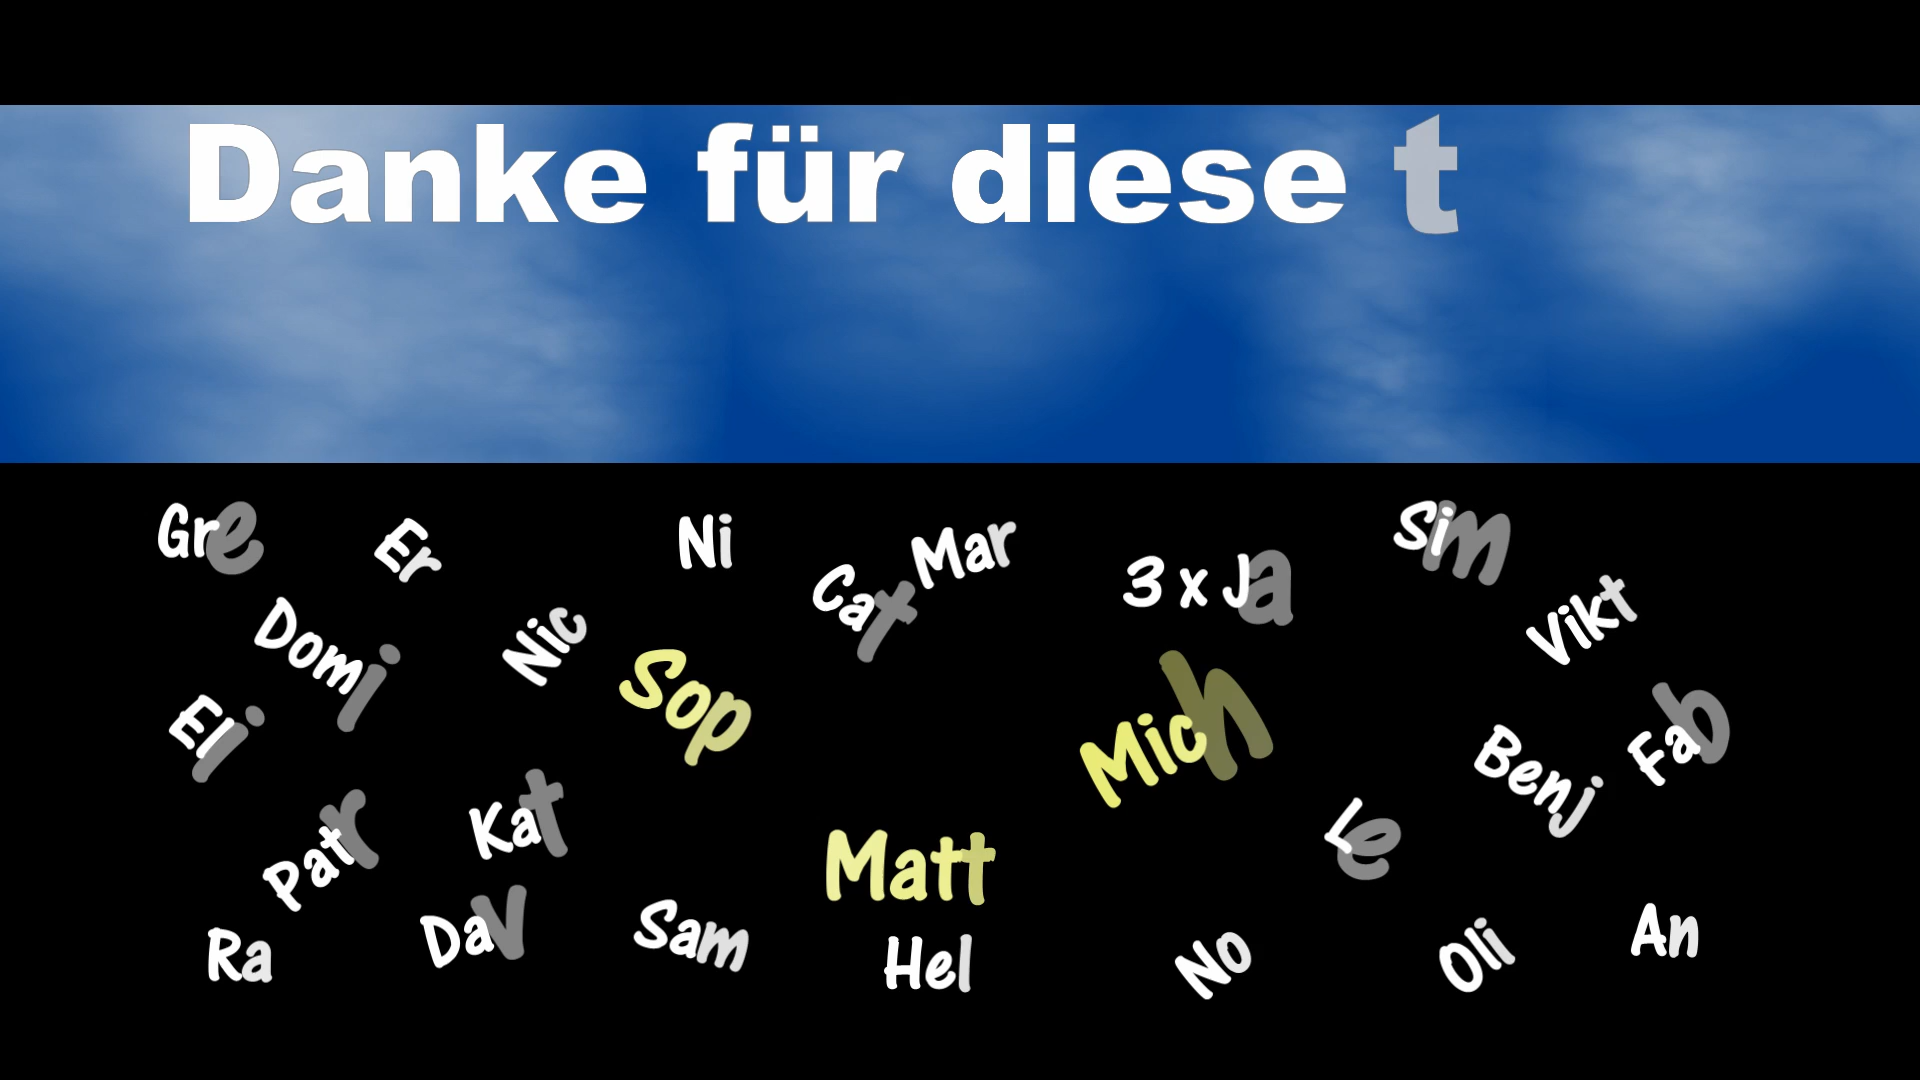 Danke für diese t
Gre
Er
Ni
Cat
Mar
3 x Ja
Sim
Vikt
Domi
Nic
Sop
Mich
Eli
Benj
Fab
Patr
Kat
Matt
Le
Ra
Dav
Sam
Hel
No
Oli
An